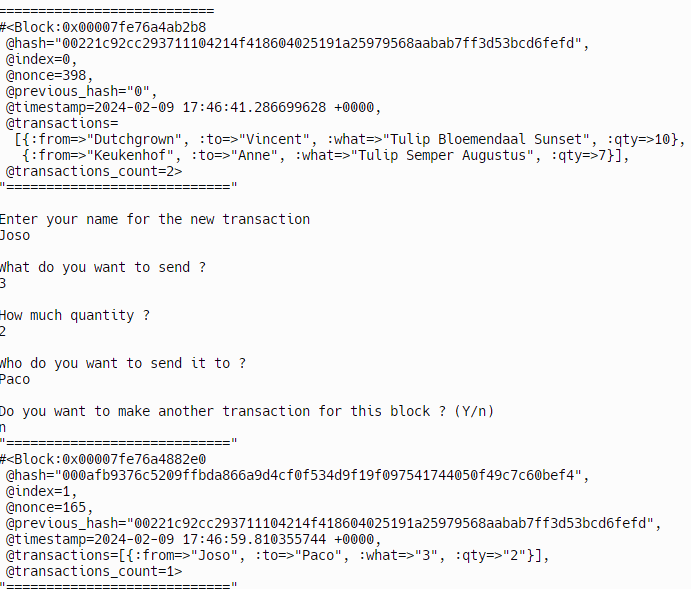 ===========================
#<Block:0x00007fe76a4ab2b8
@hash="00221c92cc293711104214f418604025191a25979568aabab7ff3d53bcd6fefd",
@index=0,
@nonce=398,
@previous_hash="0",
@timestamp=2024-02-09 17:46:41.286699628 +0000,
@transactions=
[{:from=>"Dutchgrown", :to=>"Vincent", :what=>"Tulip Bloemendaal Sunset", :qty=>10},
{:from=>"Keukenhof", :to=>"Anne", :what=>"Tulip Semper Augustus", :qty=>7}],
@transactions_count=2>
"============================"
Enter your name for the new transaction
Joso
What do you want to send ?
3
How much quantity ?
2
Who do you want to send it to ?
Paco
Do you want to make another transaction for this block ? (Y/n)
n
"============================"
#<Block:0x00007fe76a4882e0
@hash="000afb9376c5209ffbda866a9d4cf0f534d9f19f097541744050f49c7c60bef4",
@index=1,
@nonce=165,
@previous_hash="00221c92cc293711104214f418604025191a25979568aabab7ff3d53bcd6fefd",
@timestamp=2024-02-09 17:46:59.810355744 +0000,
@transactions=[{:from=>"Joso", :to=>"Paco", :what=>"3", :qty=>"2"}],
@transactions_count=1>
"============================"